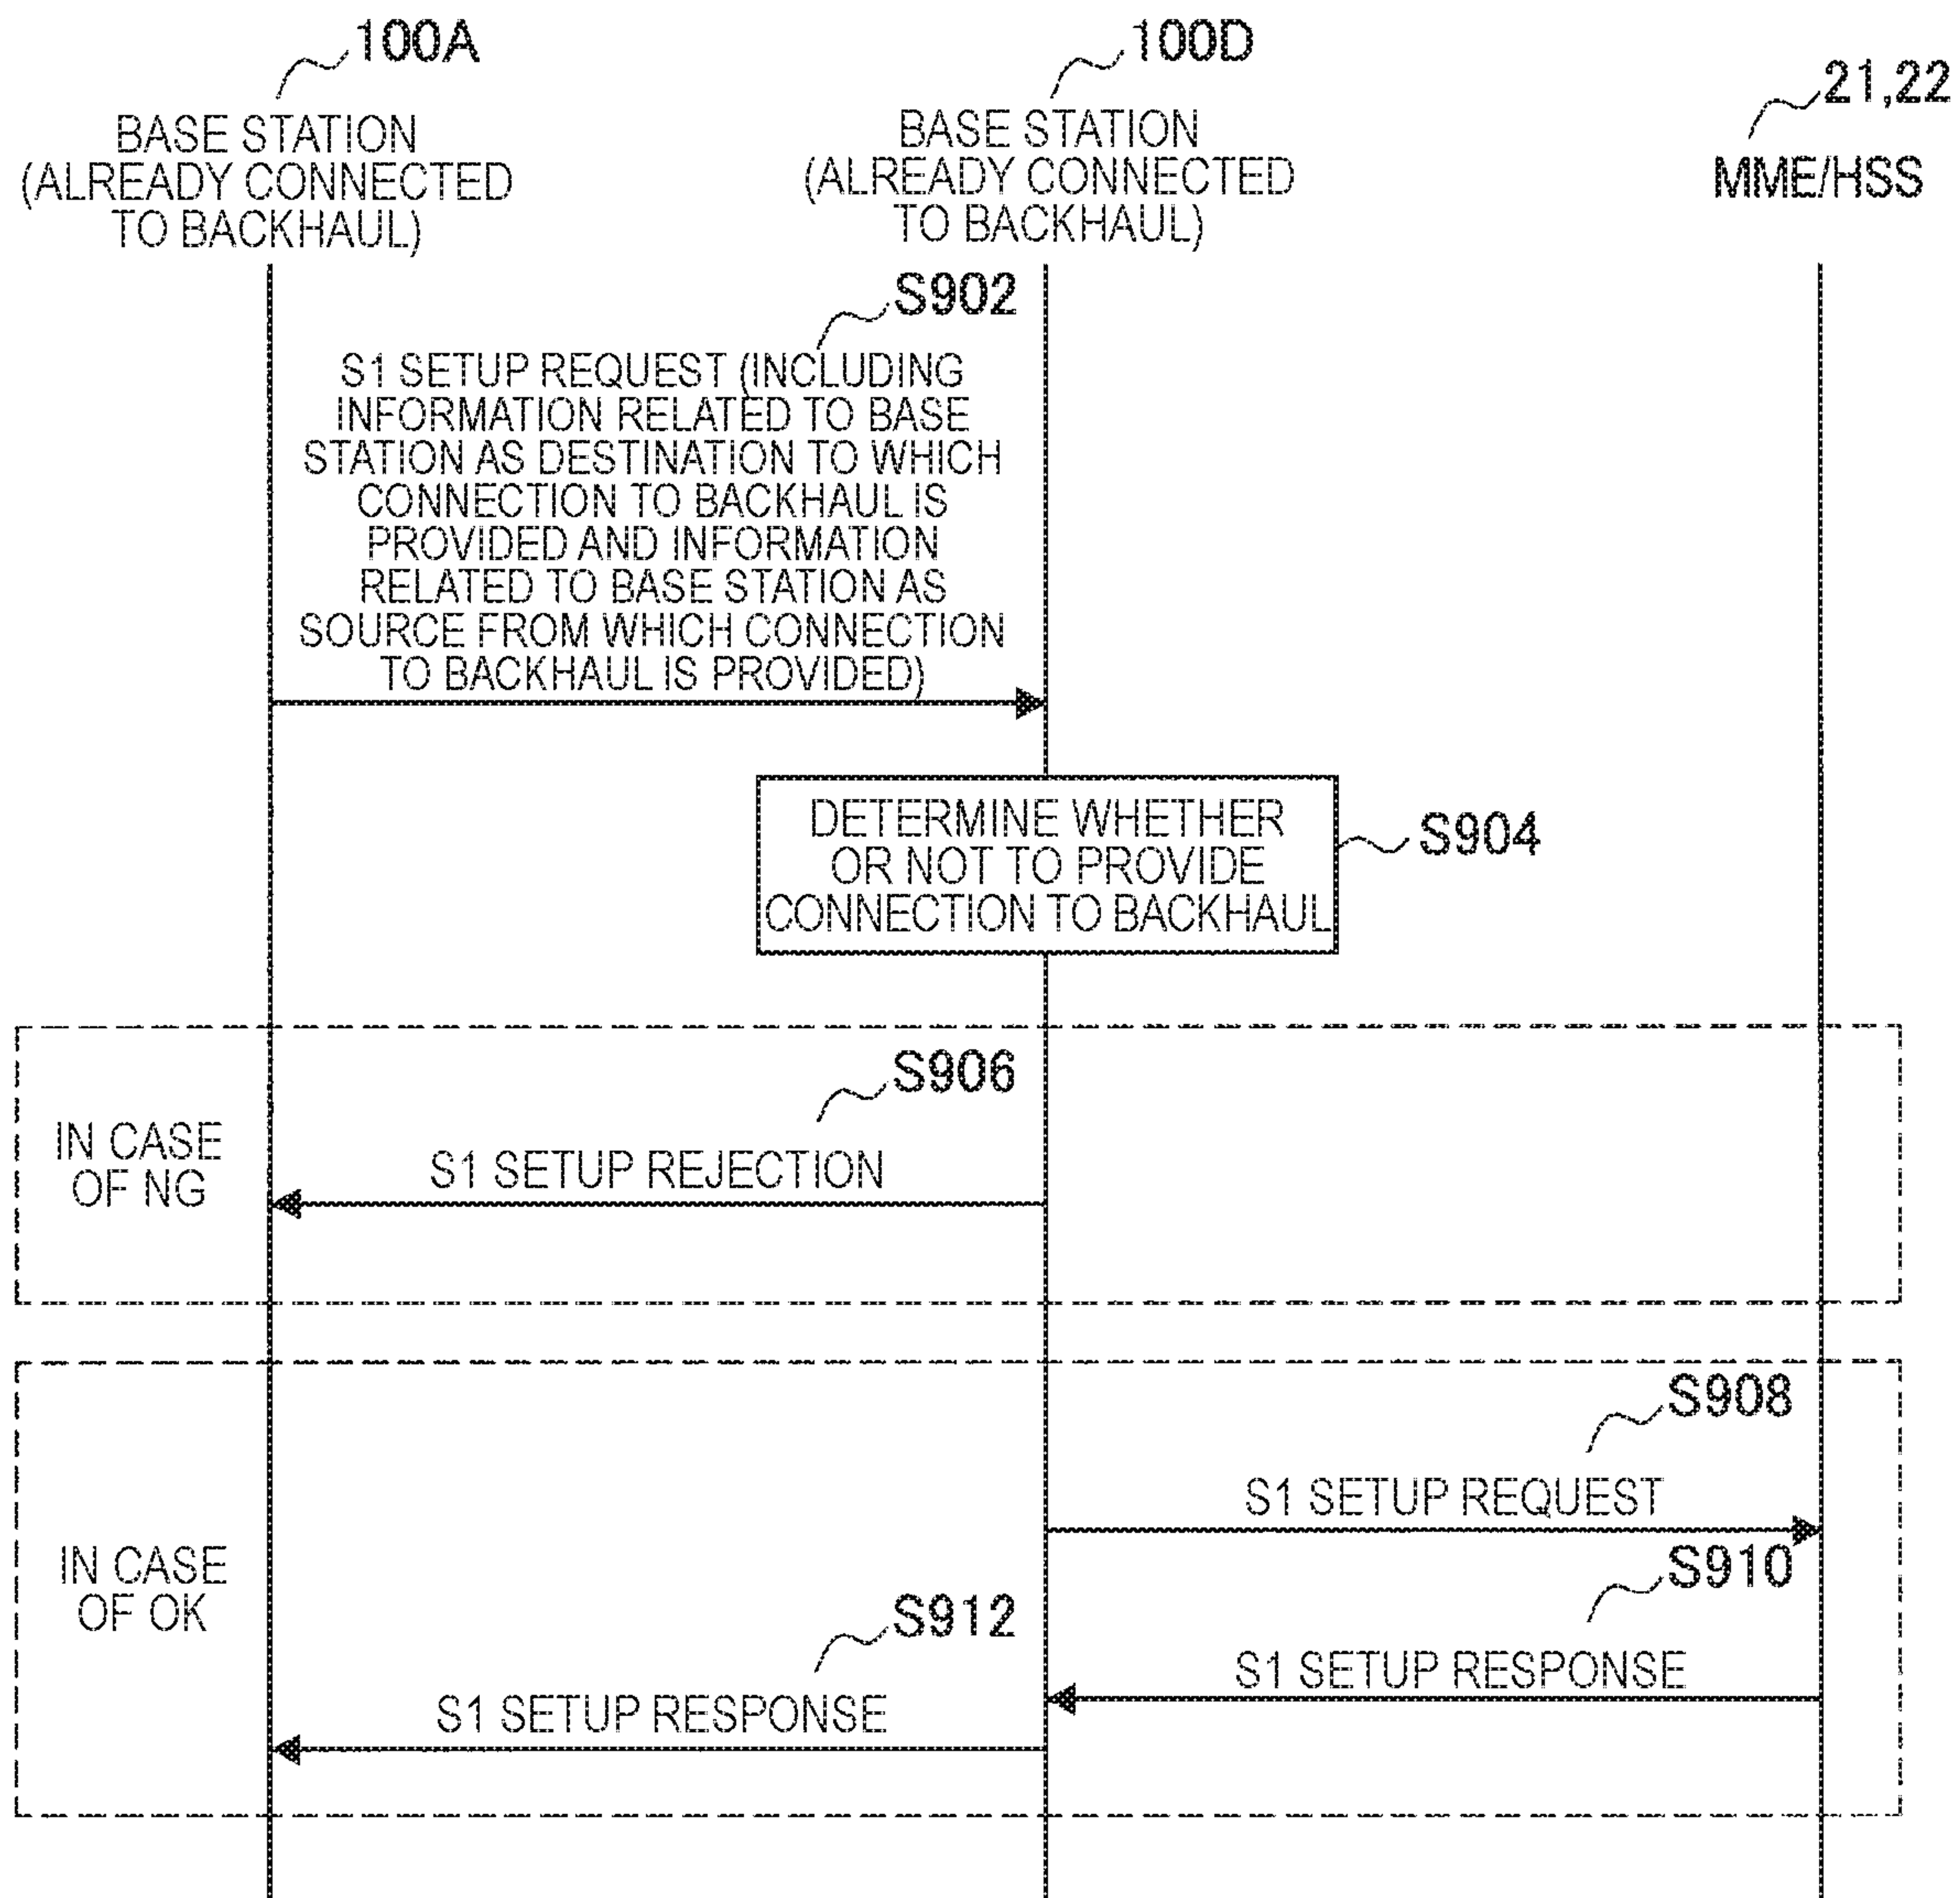 100A
BASE STATION
(ALREADY CONNECTED
TO BACKHAUL)
100D
BASE STATION
(ALREADY CONNECTED
TO BACKHAUL)
21,22
MME/HSS
S902
S1 SETUP REQUEST (INCLUDING
INFORMATION RELATED TO BASE
STATION AS DESTINATION TO WHICH
CONNECTION TO BACKHAUL IS
PROVIDED AND INFORMATION
RELATED TO BASE STATION AS
SOURCE FROM WHICH CONNECTION
TO BACKHAUL IS PROVIDED)
DETERMINE WHETHER
OR NOT TO PROVIDE
CONNECTION TO BACKHAUL
S904
IN CASE
OF NG
S906
S1 SETUP REJECTION
IN CASE
OF OK
S908
S1 SETUP REQUEST
S910
S1 SETUP RESPONSE
S912
S1 SETUP RESPONSE